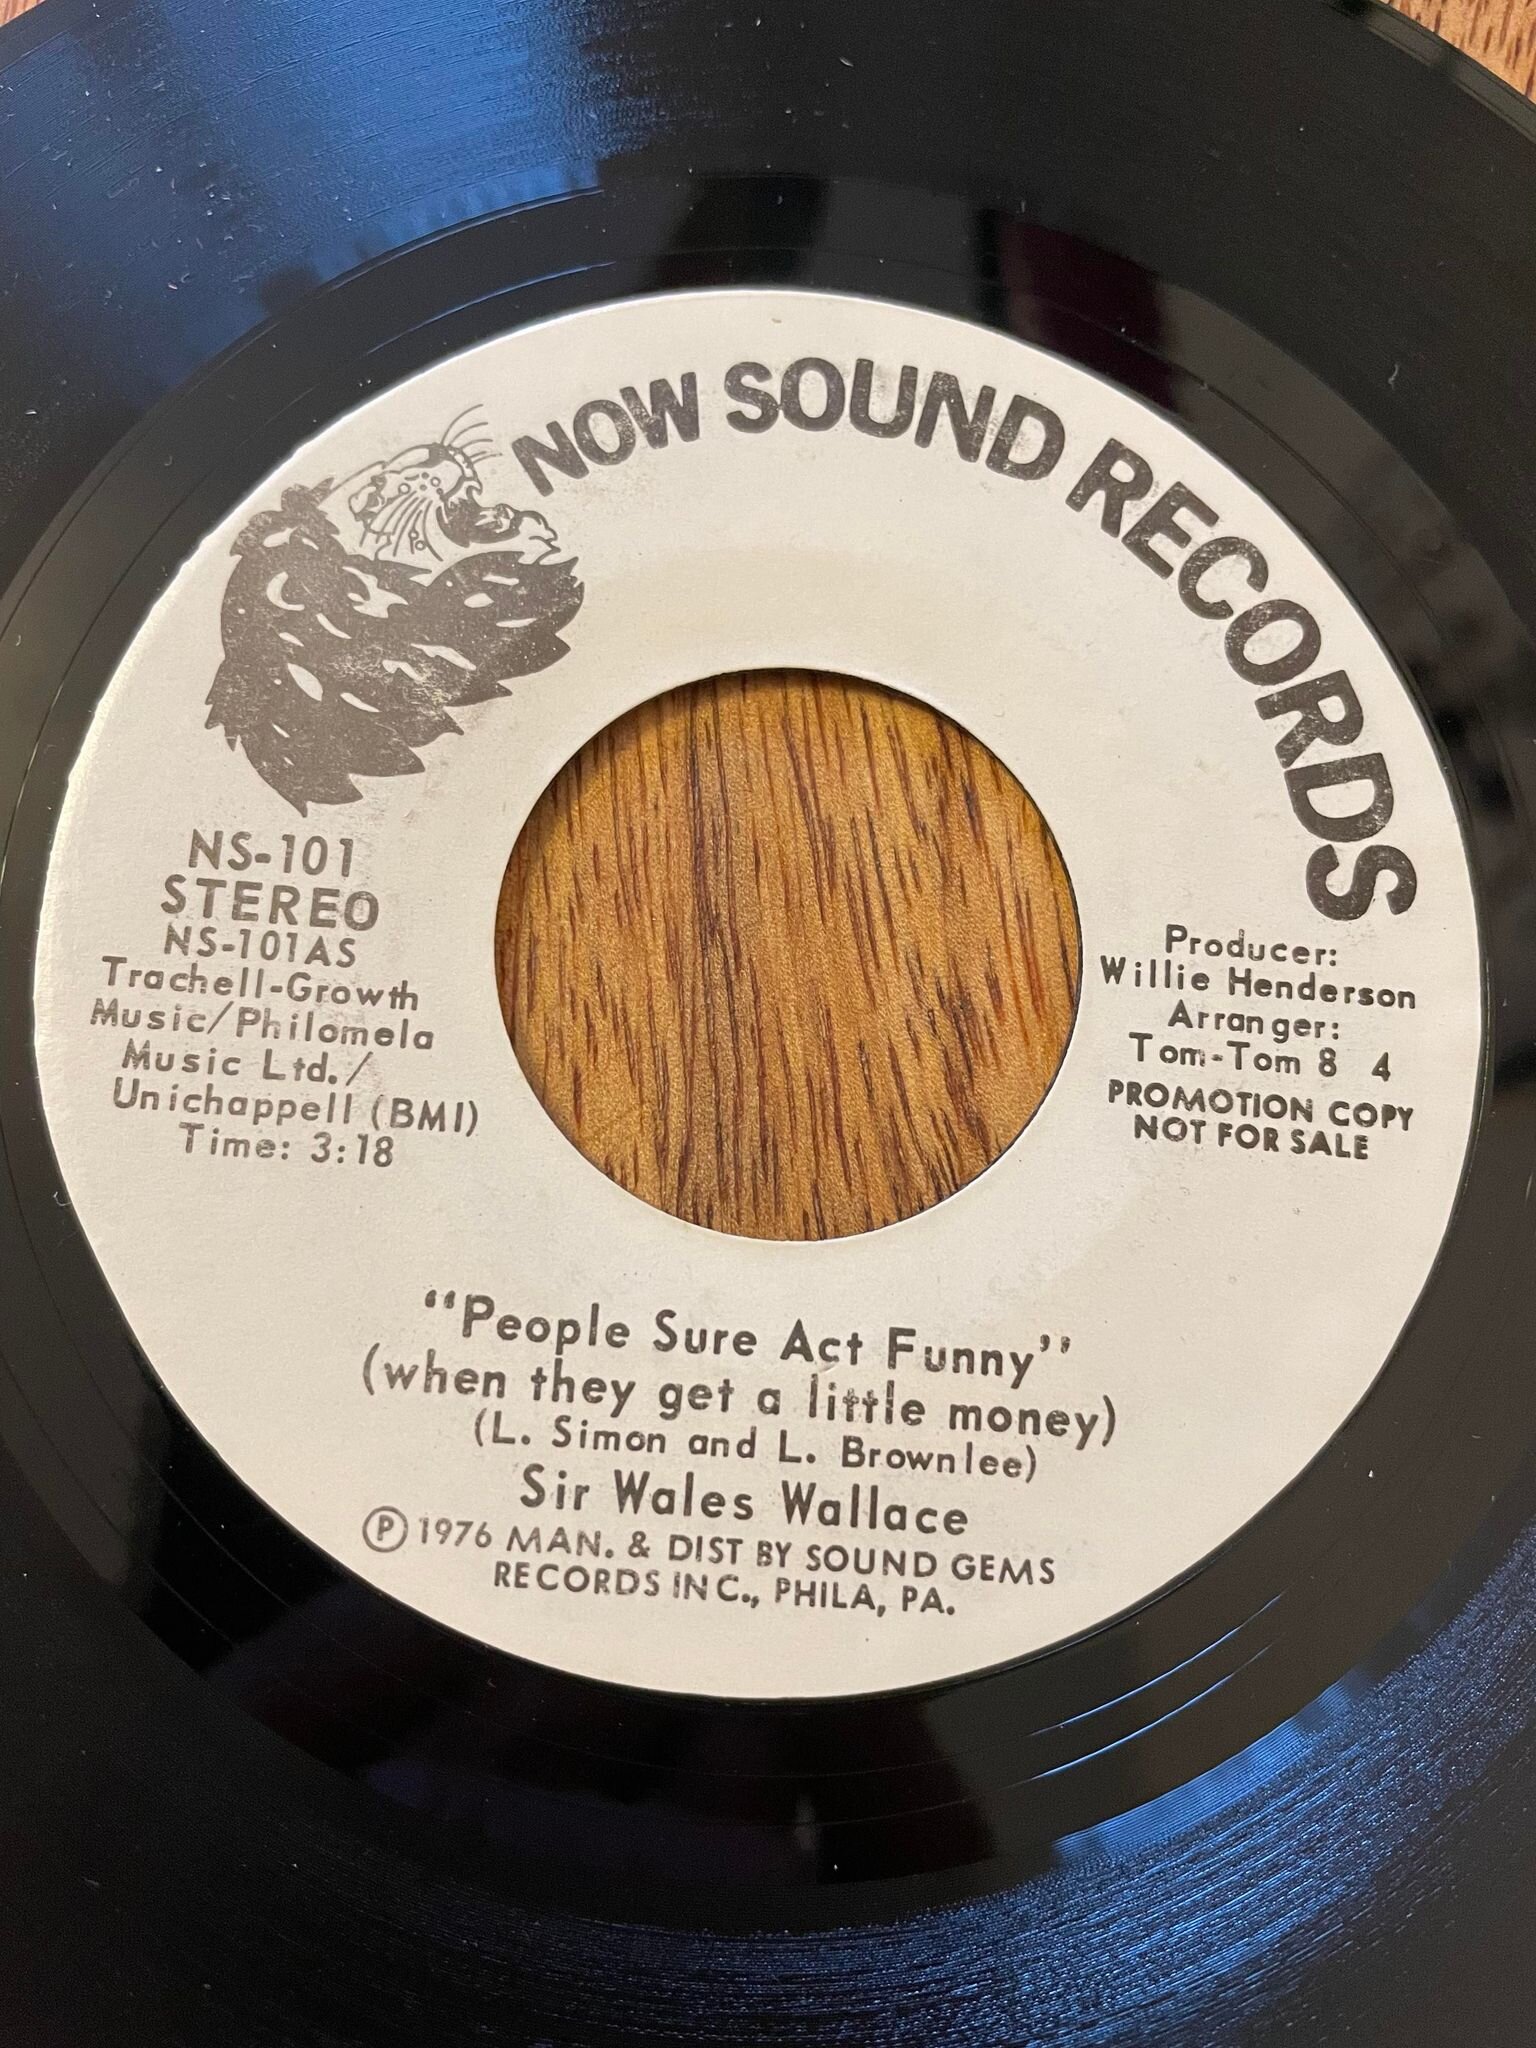 NOW SOUND RECORDS
NS-101
STEREO
NS-101AS
Trachell-Growth
Music/Philomela
Music Ltd./
Unichappell (BMI)
Time: 3:18
Producer:
Willie Henderson
Arranger:
Tom-Tom 8 4
PROMOTION COPY
NOT FOR SALE
"People Sure Act Funny"
(when they get a little money)
(L. Simon and L. Brownlee)
Sir Wales Wallace
Ⓟ 1976 MAN. & DIST BY SOUND GEMS
RECORDS INC., PHILA, PA.